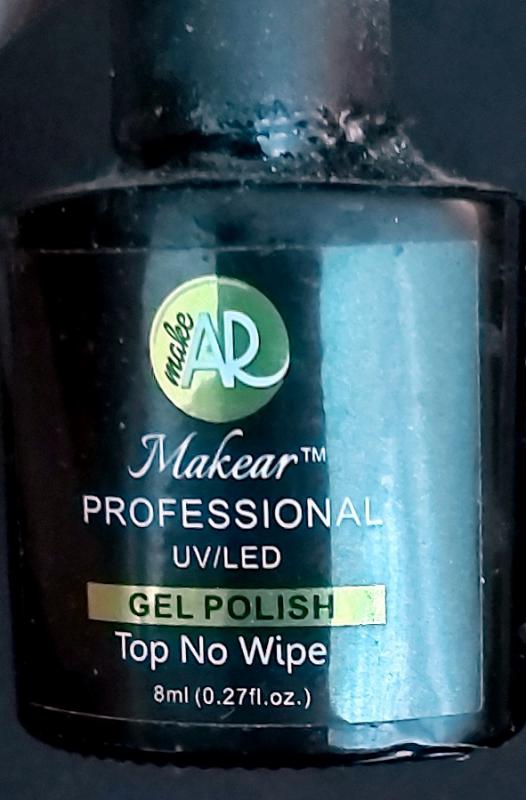 make AR
Makear™
PROFESSIONAL
UV/LED
GEL POLISH
Top No Wipe
8ml (0.27fl.oz.)